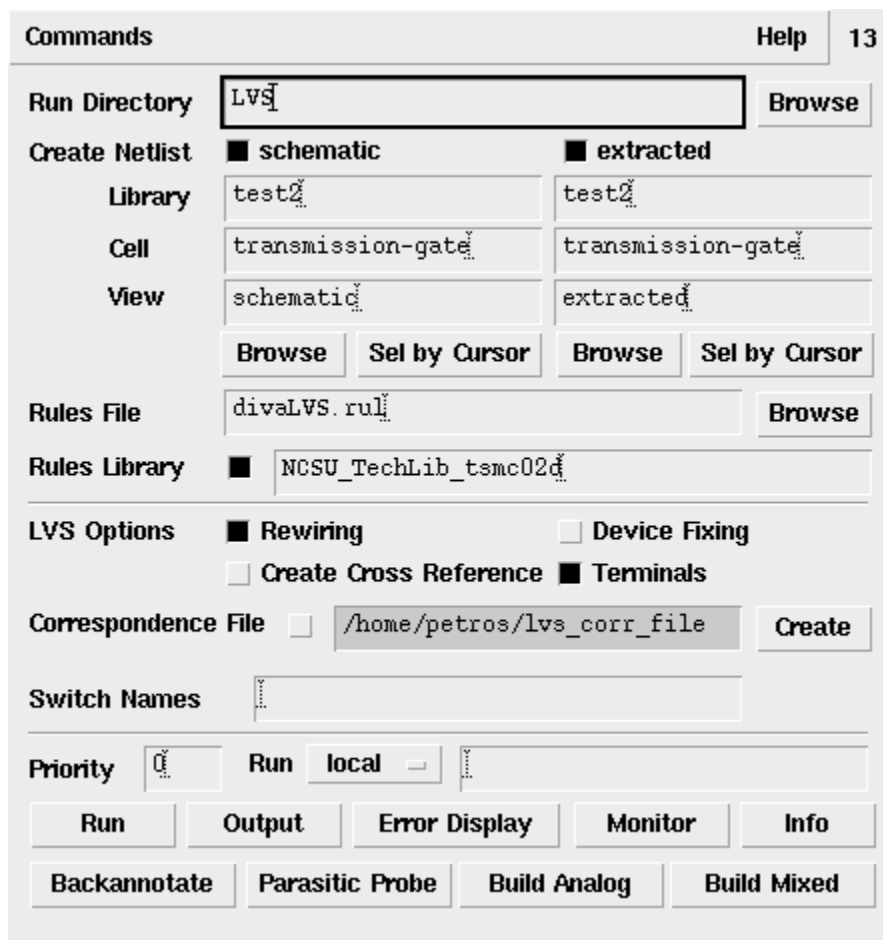 Commands Help 13
Run Directory LVS Browse
Create Netlist schematic extracted
Library test2 test2
Cell transmission-gate transmission-gate
View schematic extracted
Browse Sel by Cursor Browse Sel by Cursor
Rules File divaLVS.rul Browse
Rules Library NCSU_TechLib_tsmc02d
LVS Options Rewiring Device Fixing
Create Cross Reference Terminals
Correspondence File /home/petros/lvs_corr_file Create
Switch Names
Priority 0 Run local
Run Output Error Display Monitor Info
Backannotate Parasitic Probe Build Analog Build Mixed